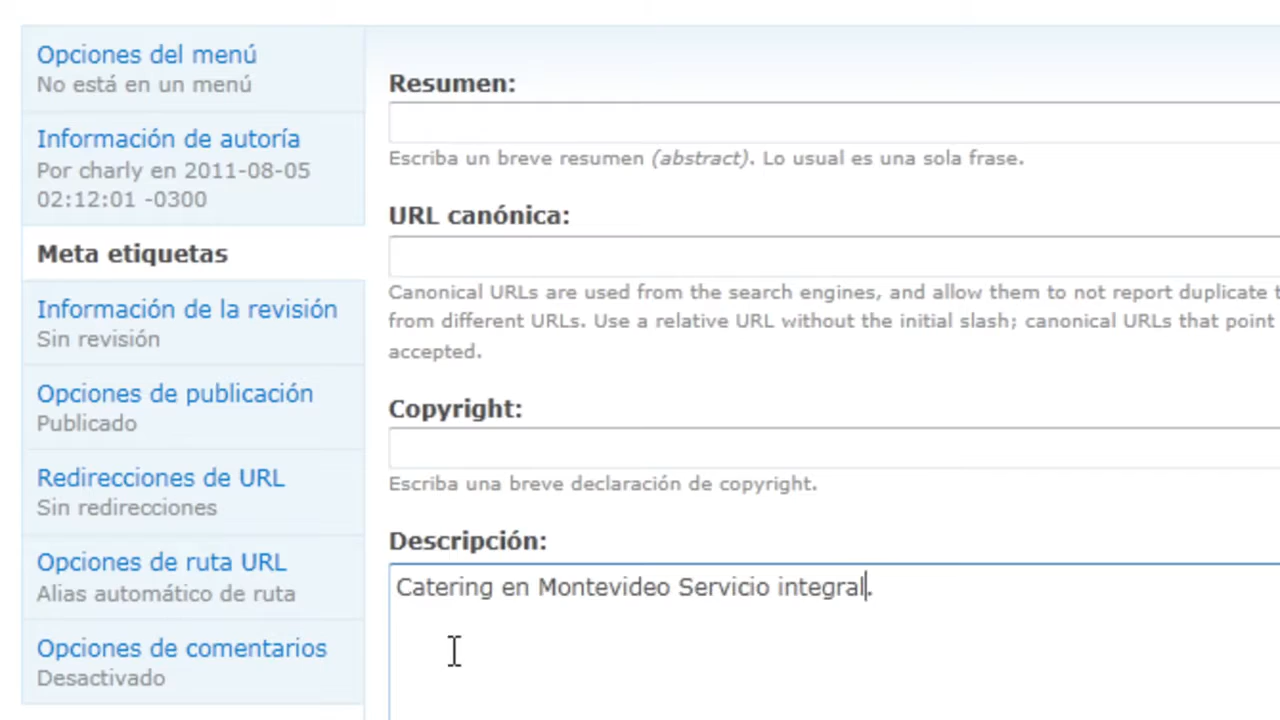 Opciones del menú
No está en un menú
Información de autoría
Por charly en 2011-08-05
02:12:01 -0300
Meta etiquetas
Información de la revisión
Sin revisión
Opciones de publicación
Publicado
Redirecciones de URL
Sin redirecciones
Opciones de ruta URL
Alias automático de ruta
Opciones de comentarios
Desactivado
Resumen:
Escriba un breve resumen (abstract). Lo usual es una sola frase.
URL canónica:
Canonical URLs are used from the search engines, and allow them to not report duplicate
from different URLs. Use a relative URL without the initial slash; canonical URLs that point
accepted.
Copyright:
Escriba una breve declaración de copyright.
Descripción:
Catering en Montevideo Servicio integral.